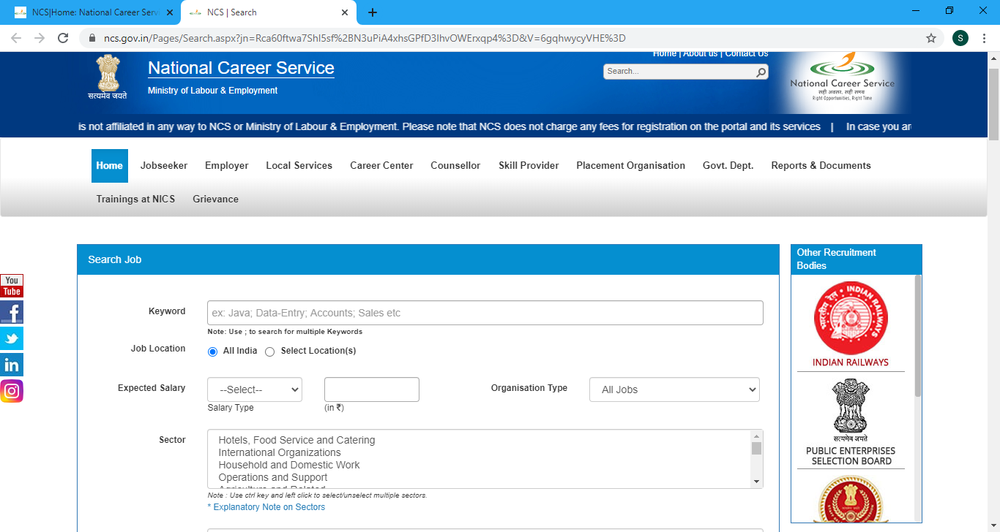 NCS|Home: National Career Serv
NCS | Search
S
ncs.gov.in/Pages/Search.aspx?jn=Rca60ftwa7ShI5sf%2BN3uPiA4xhsGPfD3IhvOWErxqp4%3D&V=6gqhwycyVHE%3D
Home | About us | Contact Us
सत्यमेव जयते
National Career Service
Ministry of Labour & Employment
Search...
National Career Service
सही अवसर, सही समय
Right Opportunities, Right Time
is not affiliated in any way to NCS or Ministry of Labour & Employment. Please note that NCS does not charge any fees for registration on the portal and its services | In case you are
Home Jobseeker Employer Local Services Career Center Counsellor Skill Provider Placement Organisation Govt. Dept. Reports & Documents
Trainings at NICS Grievance
You
Tube
f
in
Search Job
Keyword
ex: Java; Data-Entry; Accounts; Sales etc
Note: Use ; to search for multiple Keywords
Job Location
All India Select Location(s)
Expected Salary
--Select--
Salary Type
(in ₹)
Organisation Type
All Jobs
Sector
Hotels, Food Service and Catering
International Organizations
Household and Domestic Work
Operations and Support
Agriculture and Related
Note : Use ctrl key and left click to select/unselect multiple sectors.
* Explanatory Note on Sectors
Other Recruitment
Bodies
भारतीय रेल INDIAN RAILWAYS
INDIAN RAILWAYS
सत्यमेव जयते
PUBLIC ENTERPRISES
SELECTION BOARD